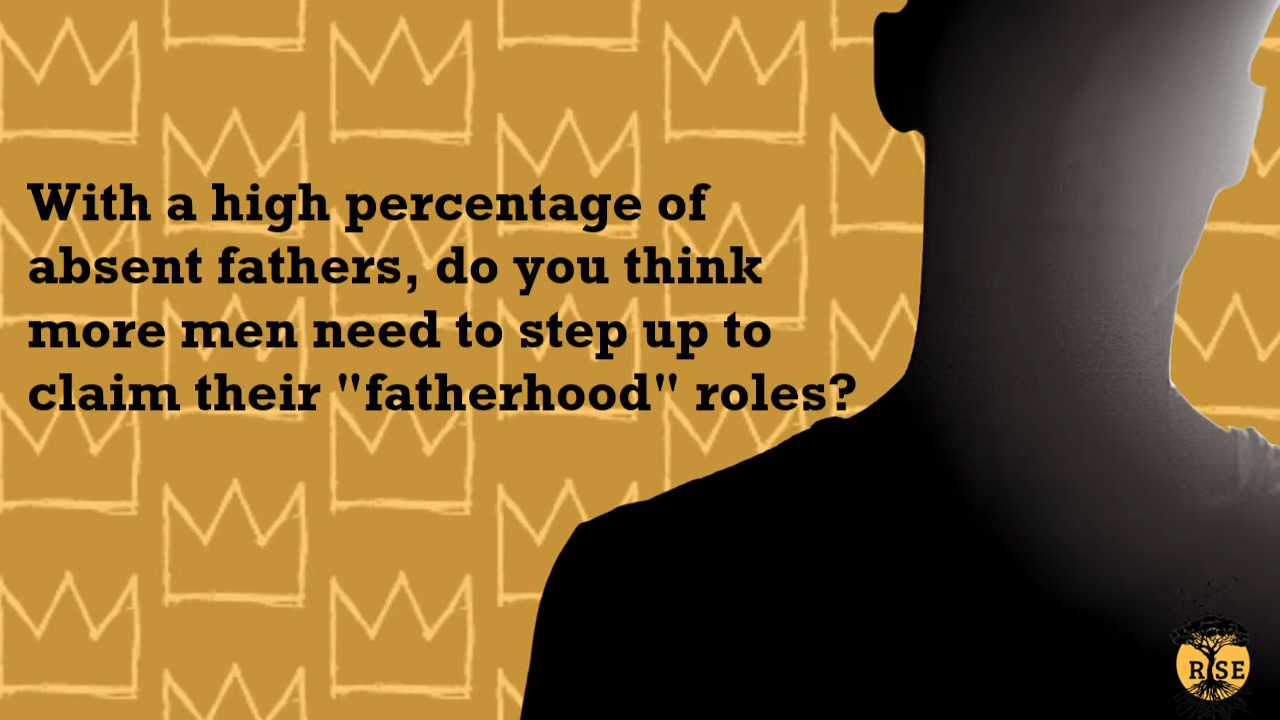 With a high percentage of
absent fathers, do you think
more men need to step up to
claim their "fatherhood" roles?
RISE